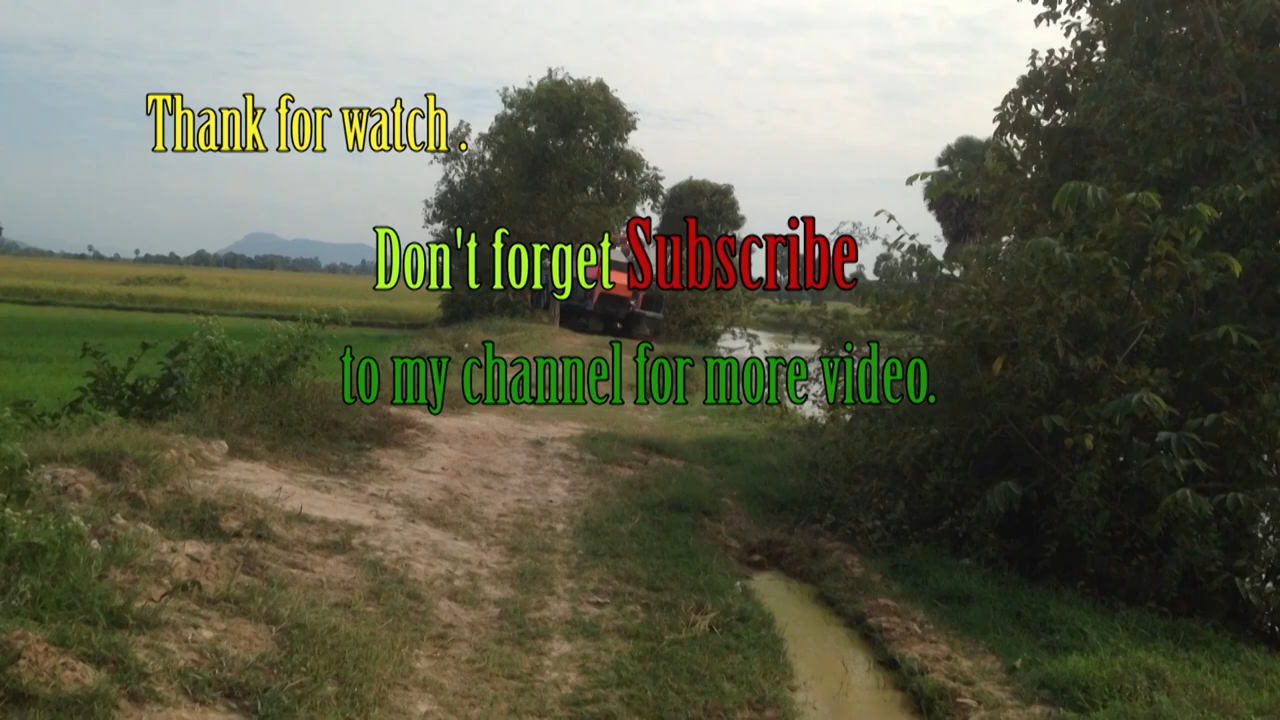 Thank for watch .
Don't forget Subscribe
to my channel for more video.